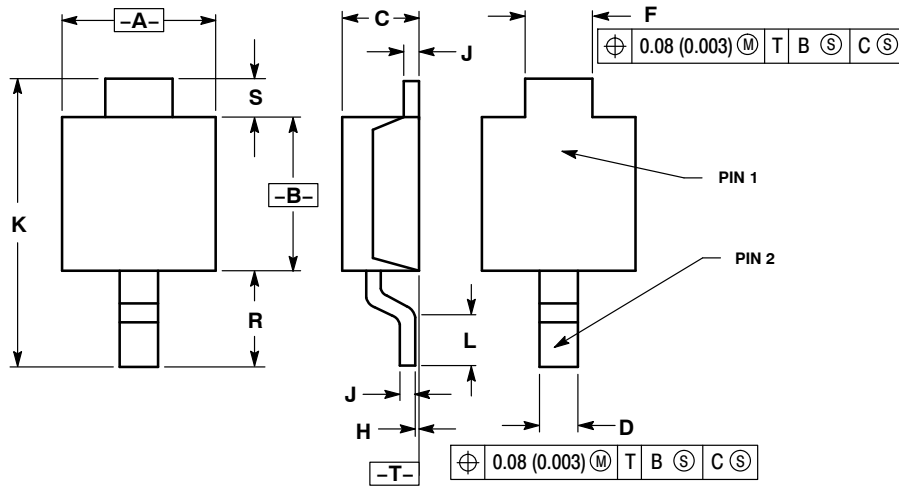 –A–
C
F
⌖ 0.08 (0.003) Ⓜ T B Ⓢ C Ⓢ
J
S
K
–B–
PIN 1
PIN 2
R
L
J
H
D
⌖ 0.08 (0.003) Ⓜ T B Ⓢ C Ⓢ
–T–